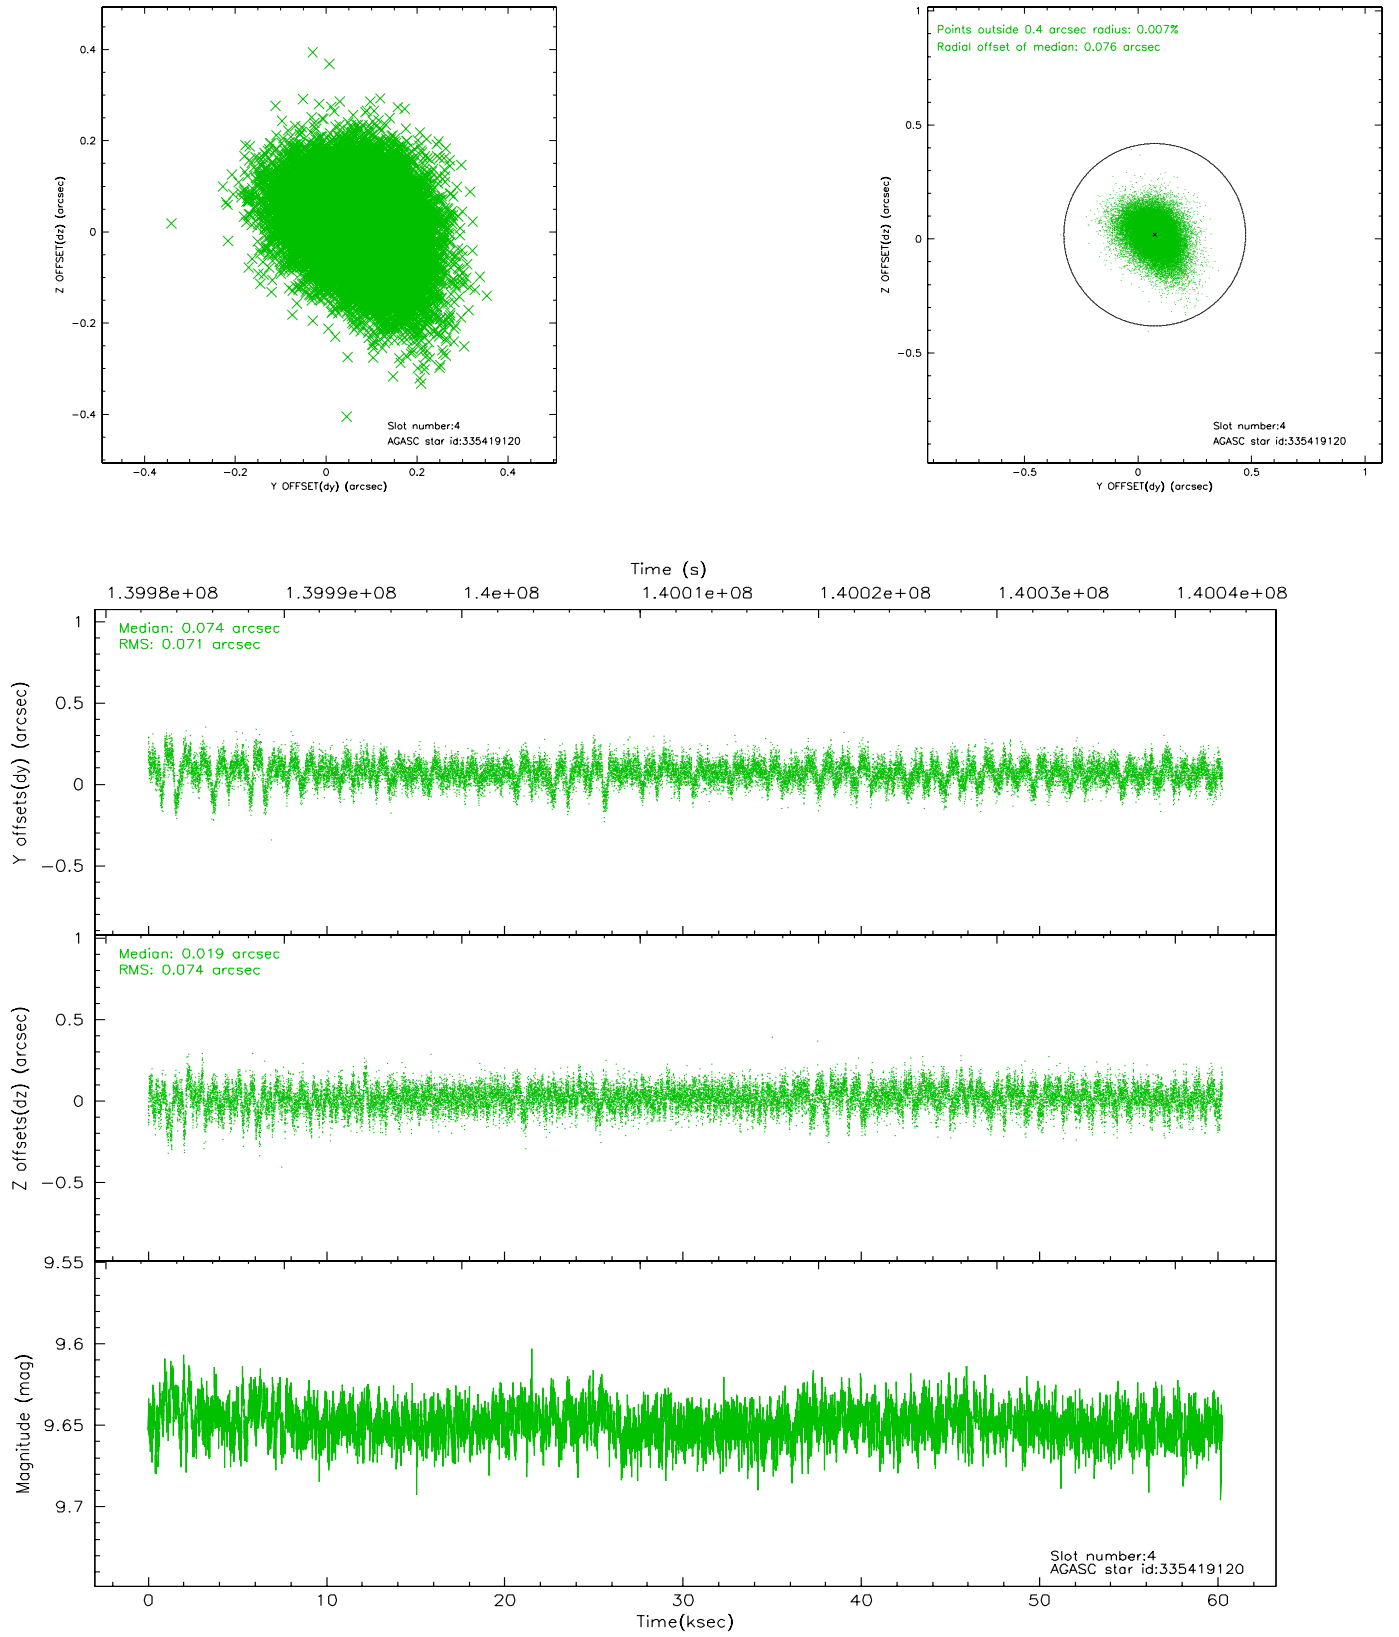 0.4
0.2
0
−0.2
−0.4
Z OFFSET(dz) (arcsec)
Slot number:4
AGASC star id:335419120
−0.4 −0.2 0 0.2 0.4
Y OFFSET(dy) (arcsec)
Points outside 0.4 arcsec radius: 0.007%
Radial offset of median: 0.076 arcsec
1
0.5
0
−0.5
Z OFFSET(dz) (arcsec)
Slot number:4
AGASC star id:335419120
−0.5 0 0.5 1
Y OFFSET(dy) (arcsec)
Time (s)
1.3998e+08 1.3999e+08 1.4e+08 1.4001e+08 1.4002e+08 1.4003e+08 1.4004e+08
Median: 0.074 arcsec
RMS: 0.071 arcsec
1
0.5
0
−0.5
Y offsets(dy) (arcsec)
Median: 0.019 arcsec
RMS: 0.074 arcsec
1
0.5
0
−0.5
Z offsets(dz) (arcsec)
9.55
9.6
9.65
9.7
Magnitude (mag)
Slot number:4
AGASC star id:335419120
0 10 20 30 40 50 60
Time(ksec)